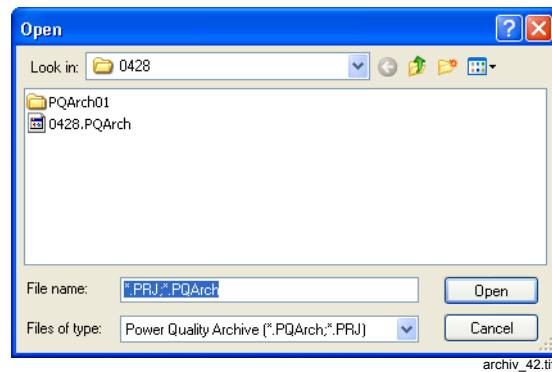 Open
Look in: 0428
PQArch01
0428.PQArch
File name: *.PRJ;*.PQArch Open
Files of type: Power Quality Archive (*.PQArch;*.PRJ) Cancel
archiv_42.ti